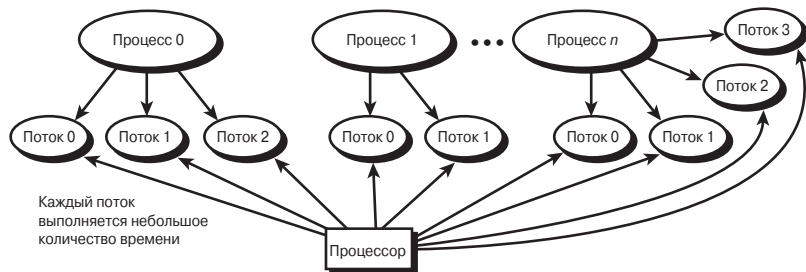 Процесс 0
Процесс 1
• • •
Процесс n
Поток 3
Поток 2
Поток 0
Поток 1
Поток 2
Поток 0
Поток 1
Поток 0
Поток 1
Каждый поток
выполняется небольшое
количество времени
Процессор